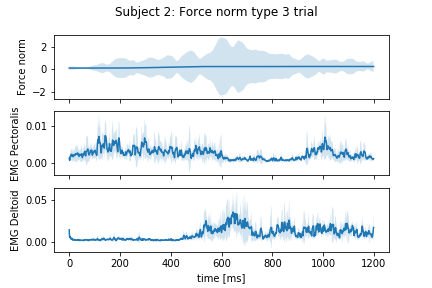 Subject 2: Force norm type 3 trial
Force norm
2
0
−2
EMG Pectoralis
0.01
0.00
EMG Deltoid
0.05
0.00
0 200 400 600 800 1000 1200
time [ms]